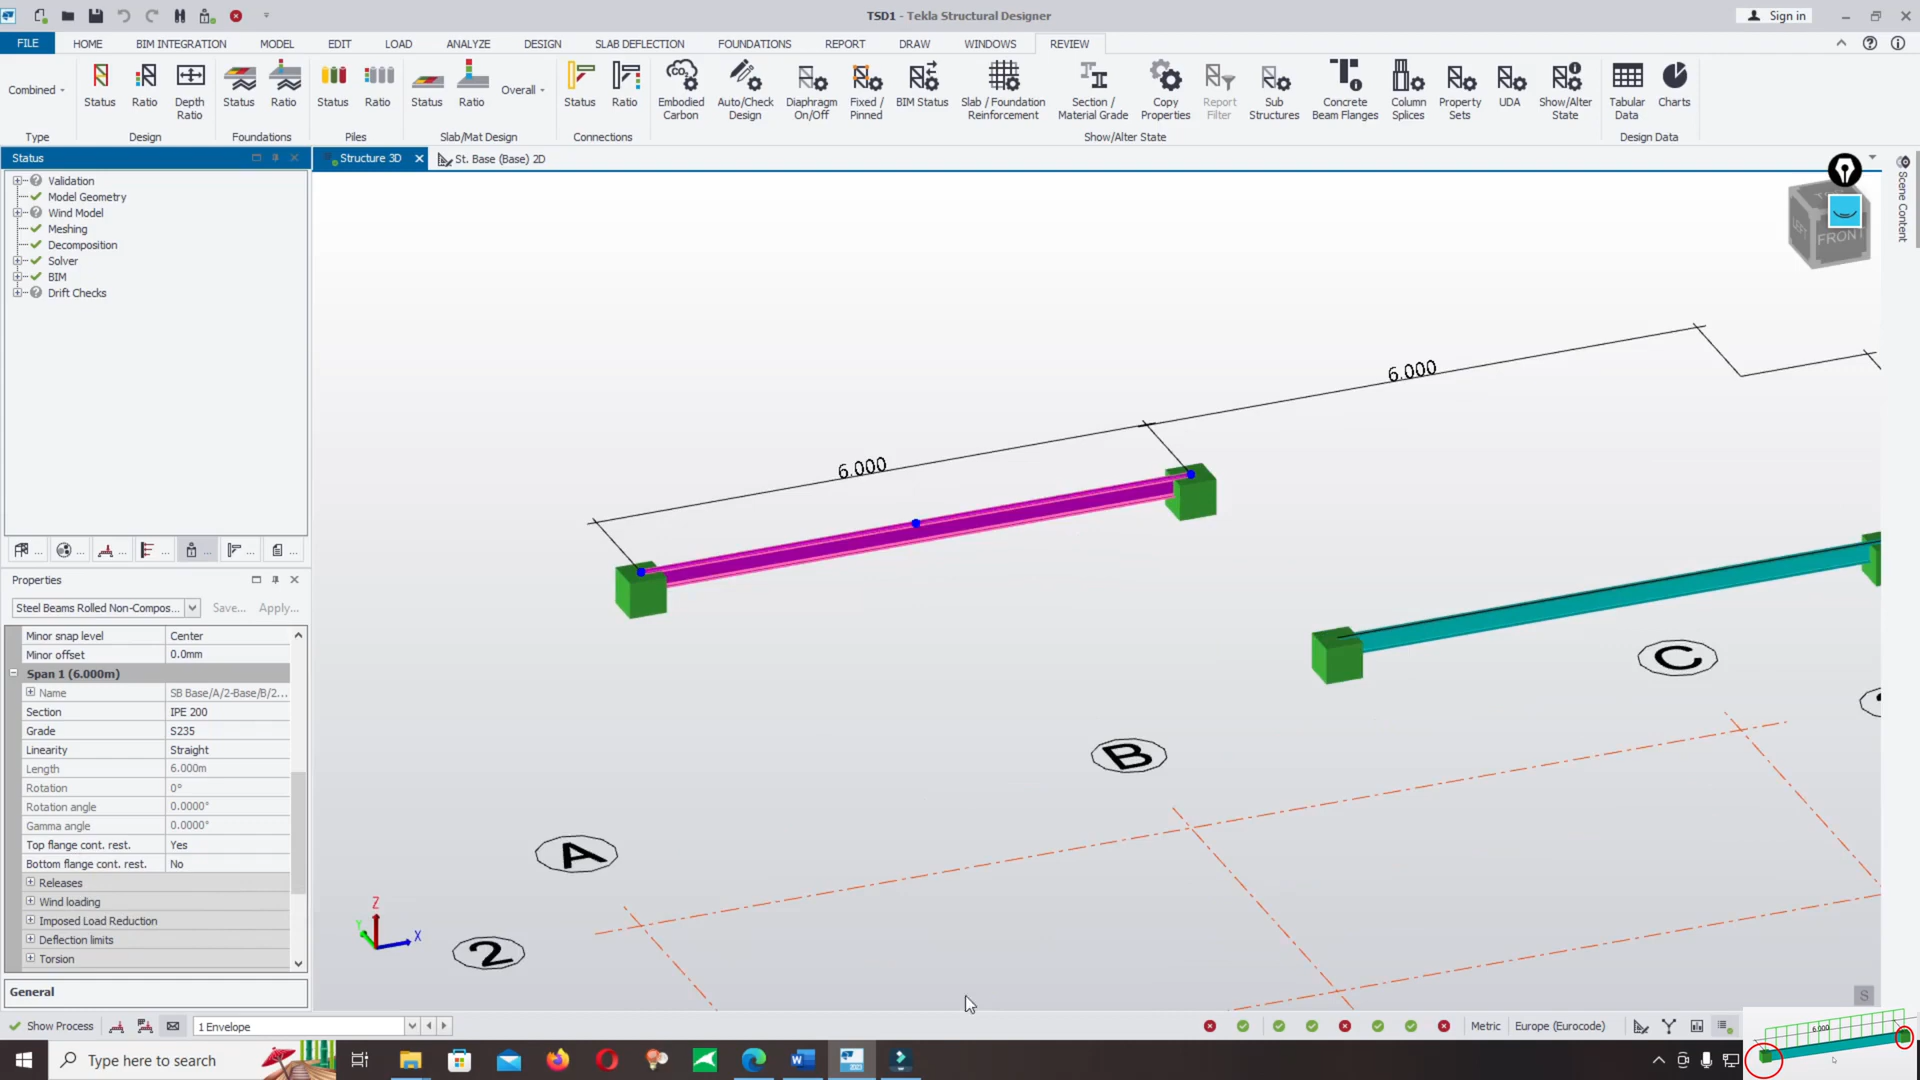 TSD1 - Tekla Structural Designer
Sign in
FILE HOME BIM INTEGRATION MODEL EDIT LOAD ANALYZE DESIGN SLAB DEFLECTION FOUNDATIONS REPORT DRAW WINDOWS REVIEW
Combined
Status
Ratio
Depth Ratio
Status
Ratio
Status
Ratio
Status
Ratio
Overall
Status
Ratio
Embodied Carbon
Auto/Check Design
Diaphragm On/Off
Fixed / Pinned
BIM Status
Slab / Foundation Reinforcement
Section / Material Grade
Copy Properties
Report Filter
Sub Structures
Concrete Beam Flanges
Column Splices
Property Sets
UDA
Show/Alter State
Tabular Data
Charts
Type Design Foundations Piles Slab/Mat Design Connections Show/Alter State Design Data
Status
Structure 3D
St. Base (Base) 2D
Validation
Model Geometry
Wind Model
Meshing
Decomposition
Solver
BIM
Drift Checks
Scene Content
LEFT
FRONT
6.000
6.000
A
B
C
2
Z
Y
X
S
Properties
Steel Beams Rolled Non-Compos...
Save...
Apply...
Minor snap level Center
Minor offset 0.0mm
Span 1 (6.000m)
Name SB Base/A/2-Base/B/2...
Section IPE 200
Grade S235
Linearity Straight
Length 6.000m
Rotation 0°
Rotation angle 0.0000°
Gamma angle 0.0000°
Top flange cont. rest. Yes
Bottom flange cont. rest. No
Releases
Wind loading
Imposed Load Reduction
Deflection limits
Torsion
General
Show Process
1 Envelope
Metric
Europe (Eurocode)
6.000
Type here to search